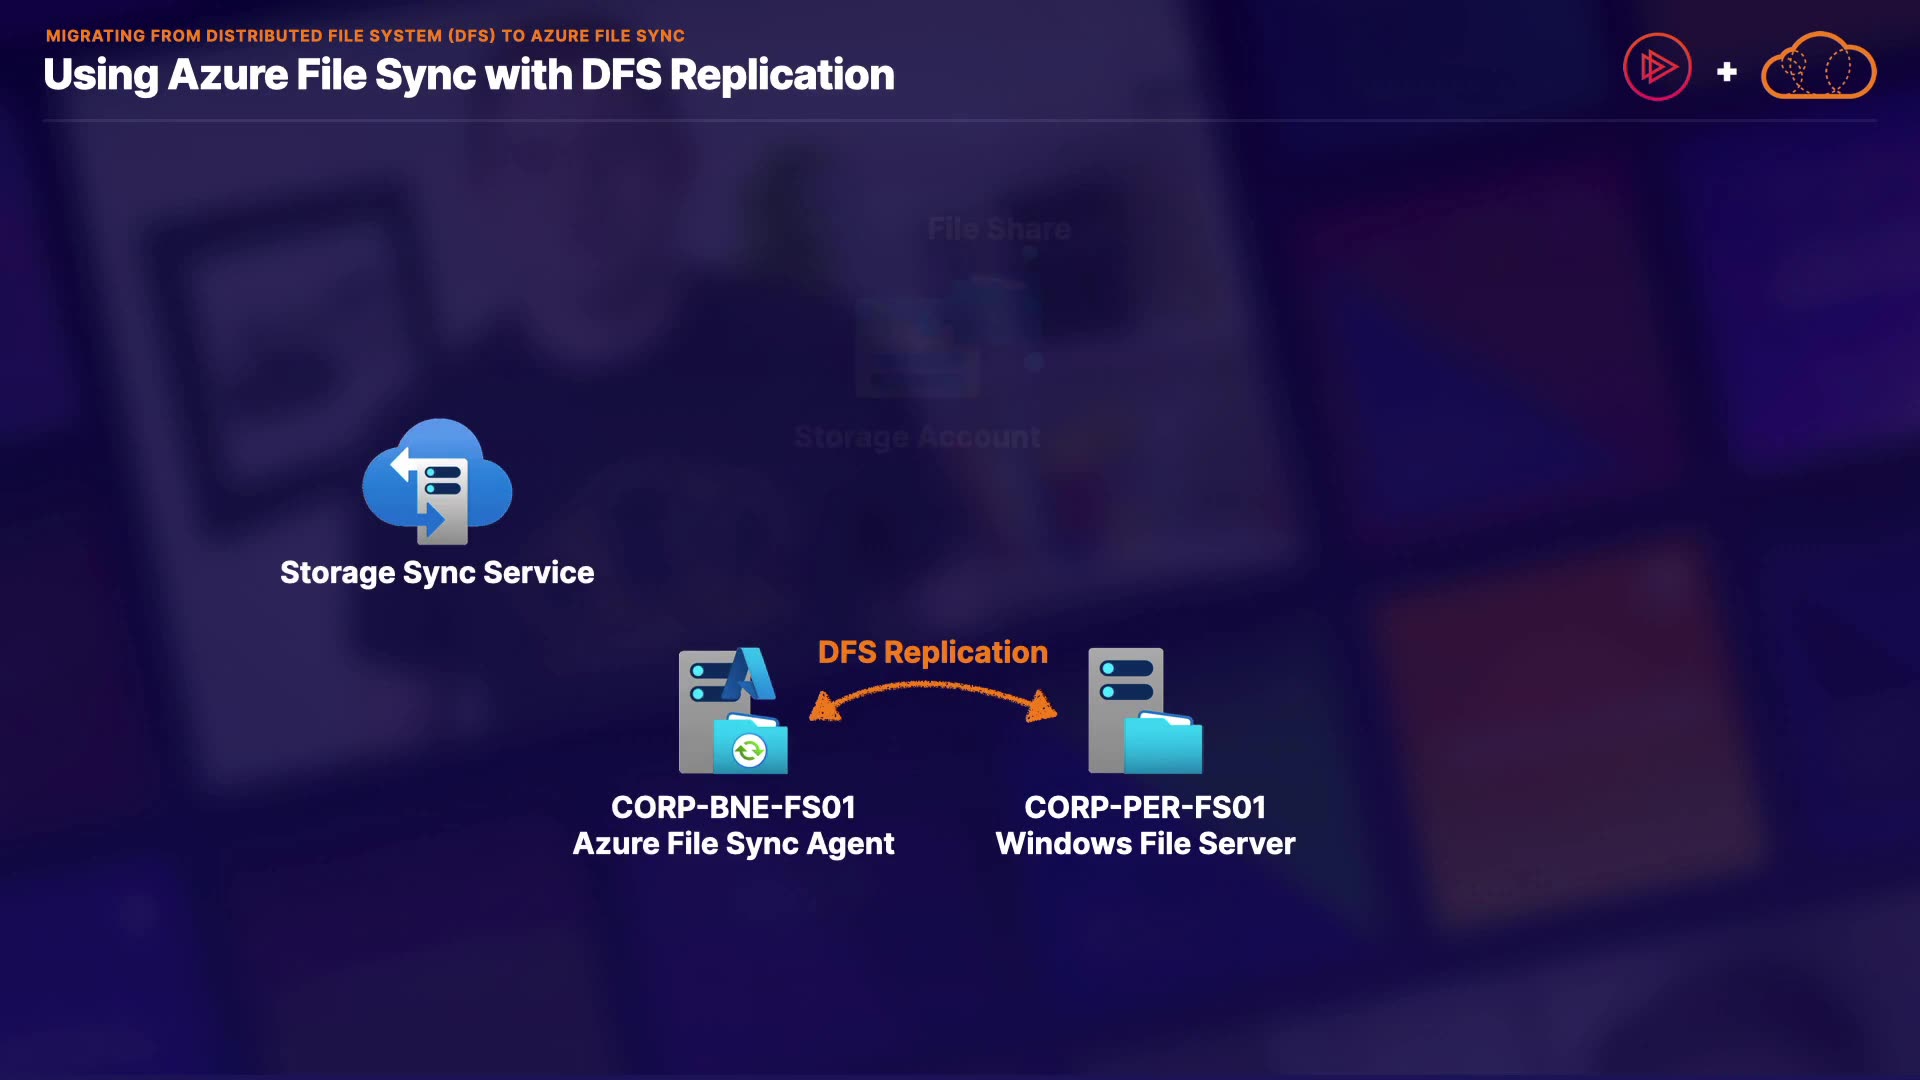 MIGRATING FROM DISTRIBUTED FILE SYSTEM (DFS) TO AZURE FILE SYNC
Using Azure File Sync with DFS Replication
+
File Share
Storage Account
Storage Sync Service
DFS Replication
CORP-BNE-FS01
Azure File Sync Agent
CORP-PER-FS01
Windows File Server